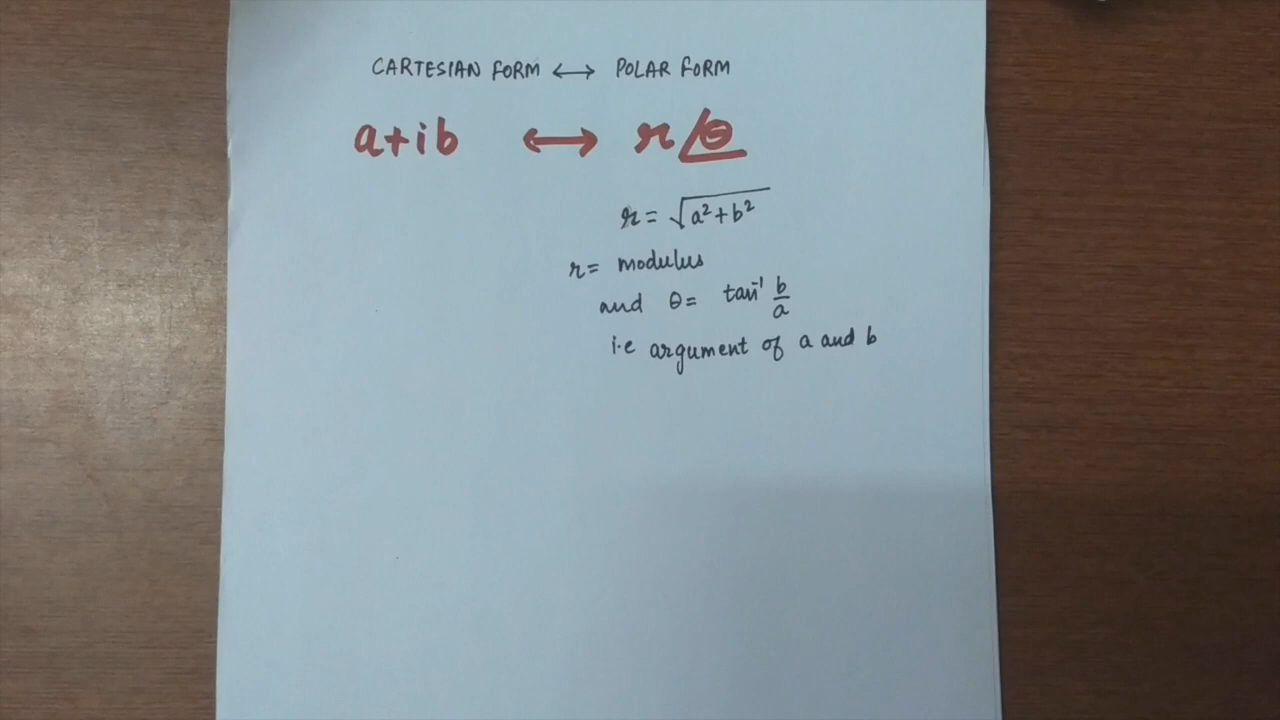 CARTESIAN FORM ⟷ POLAR FORM
a+ib ⟷ r∠θ
r = √(a²+b²)
r = modulus
and θ = tan⁻¹ b/a
i.e argument of a and b